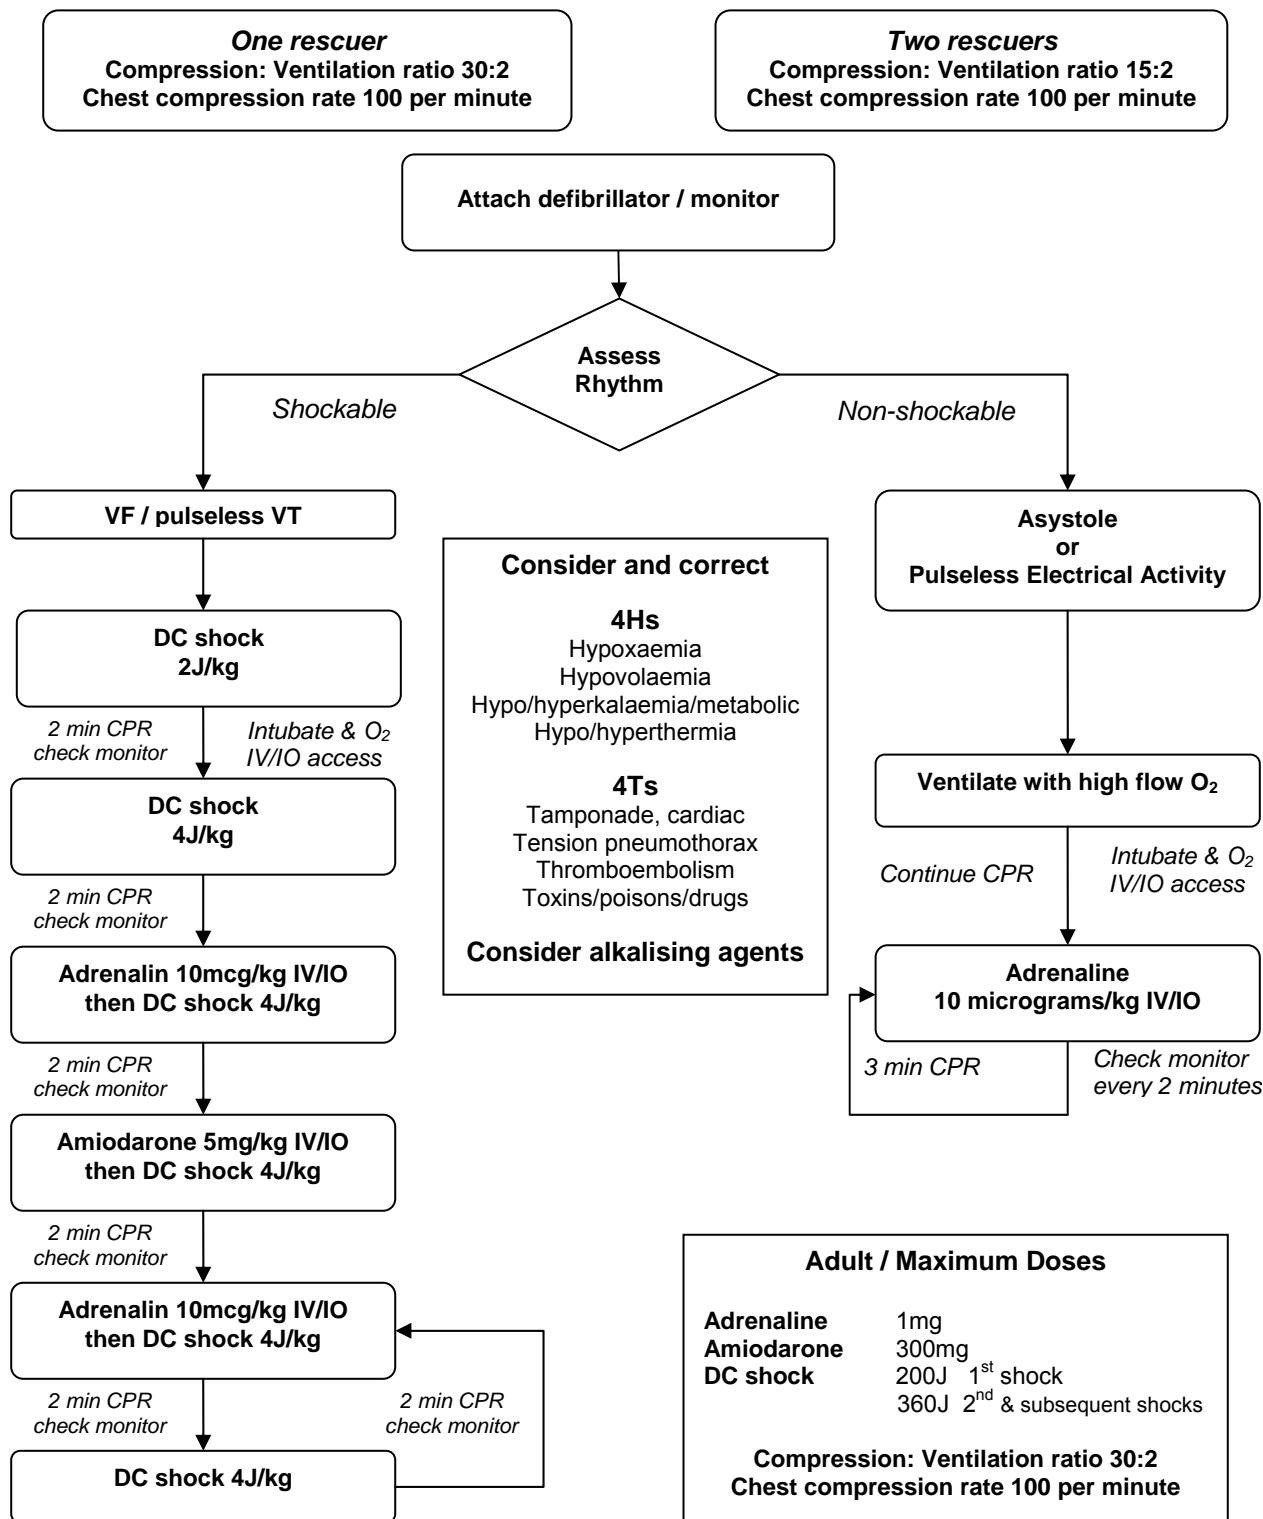 One rescuer
Compression: Ventilation ratio 30:2
Chest compression rate 100 per minute
Two rescuers
Compression: Ventilation ratio 15:2
Chest compression rate 100 per minute
Attach defibrillator / monitor
Assess
Rhythm
Shockable
Non-shockable
VF / pulseless VT
DC shock
2J/kg
2 min CPR
check monitor
Intubate & O₂
IV/IO access
DC shock
4J/kg
2 min CPR
check monitor
Adrenalin 10mcg/kg IV/IO
then DC shock 4J/kg
2 min CPR
check monitor
Amiodarone 5mg/kg IV/IO
then DC shock 4J/kg
2 min CPR
check monitor
Adrenalin 10mcg/kg IV/IO
then DC shock 4J/kg
2 min CPR
check monitor
2 min CPR
check monitor
DC shock 4J/kg
Consider and correct
4Hs
Hypoxaemia
Hypovolaemia
Hypo/hyperkalaemia/metabolic
Hypo/hyperthermia
4Ts
Tamponade, cardiac
Tension pneumothorax
Thromboembolism
Toxins/poisons/drugs
Consider alkalising agents
Asystole
or
Pulseless Electrical Activity
Ventilate with high flow O₂
Continue CPR
Intubate & O₂
IV/IO access
Adrenaline
10 micrograms/kg IV/IO
3 min CPR
Check monitor
every 2 minutes
Adult / Maximum Doses
Adrenaline 1mg
Amiodarone 300mg
DC shock 200J 1st shock
360J 2nd & subsequent shocks
Compression: Ventilation ratio 30:2
Chest compression rate 100 per minute